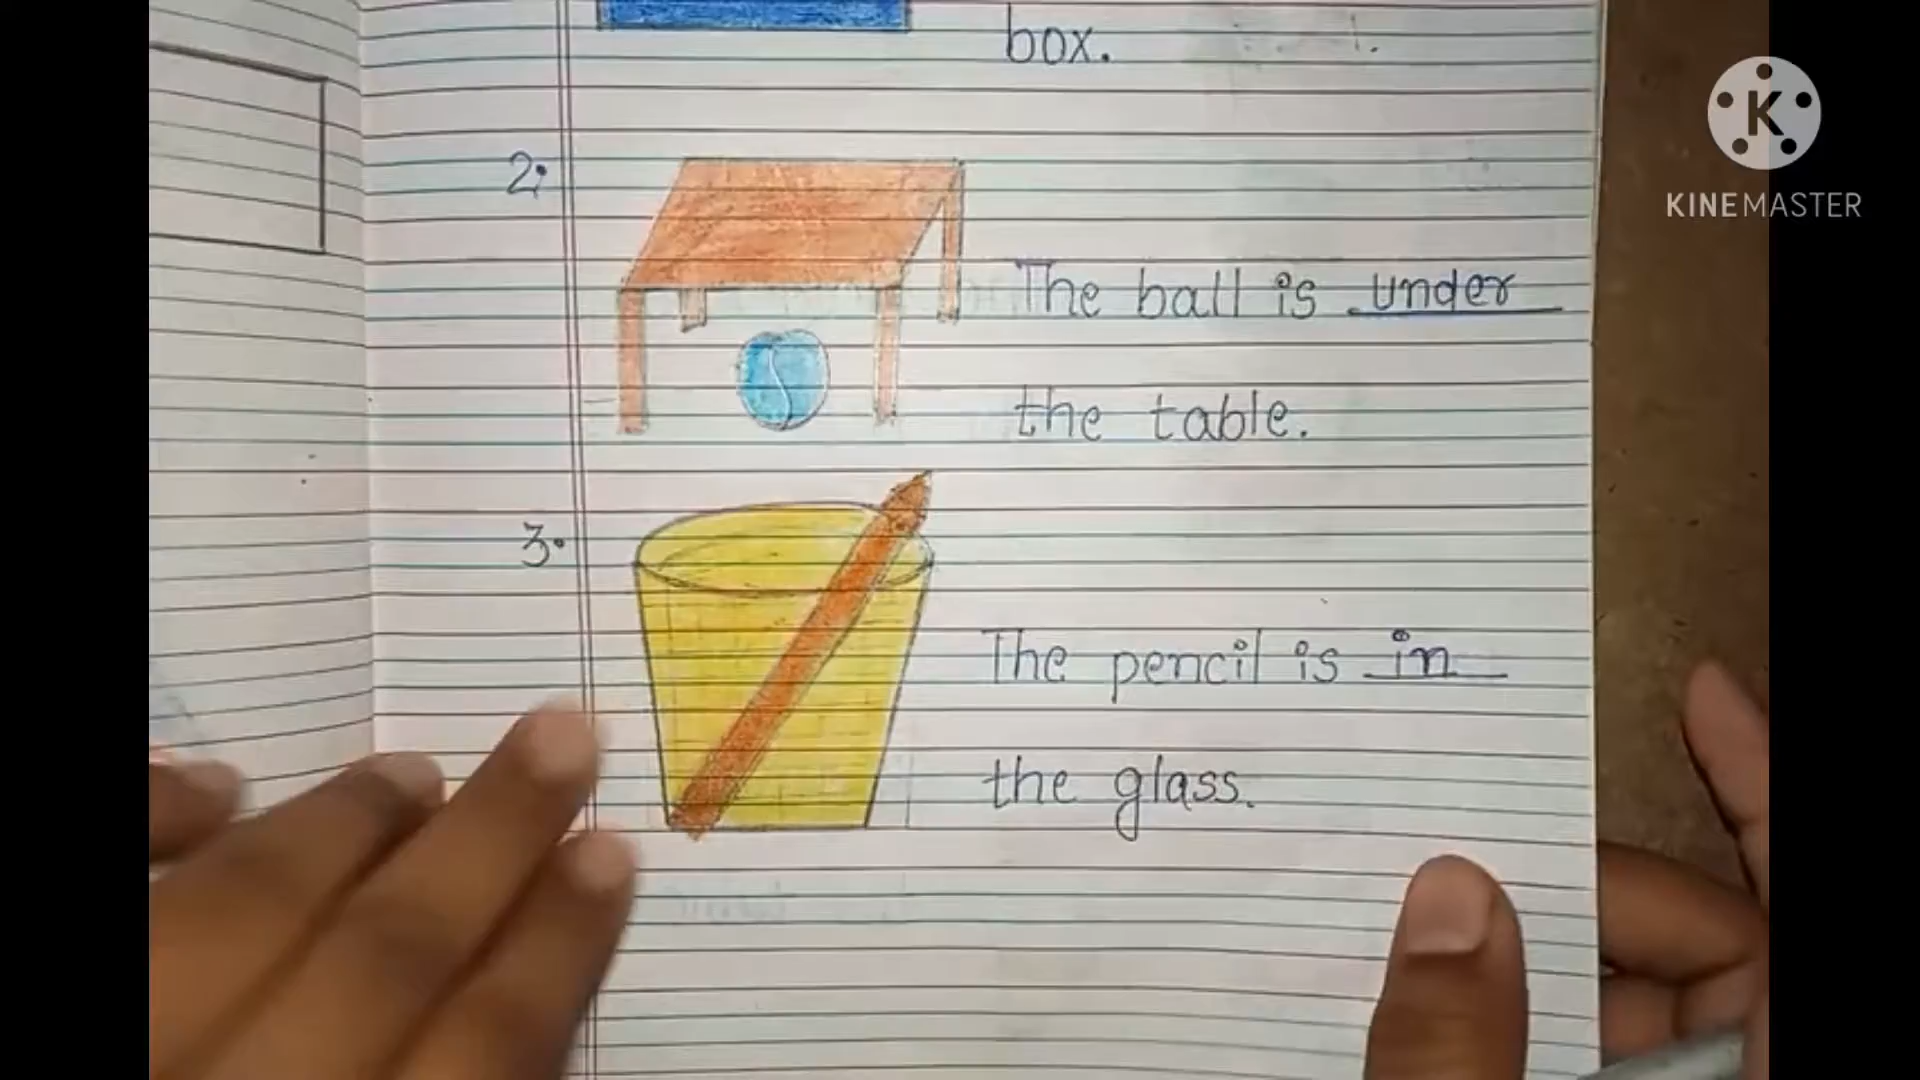 box.
2.
The ball is under
the table.
3.
The pencil is in
the glass.
K
KINEMASTER